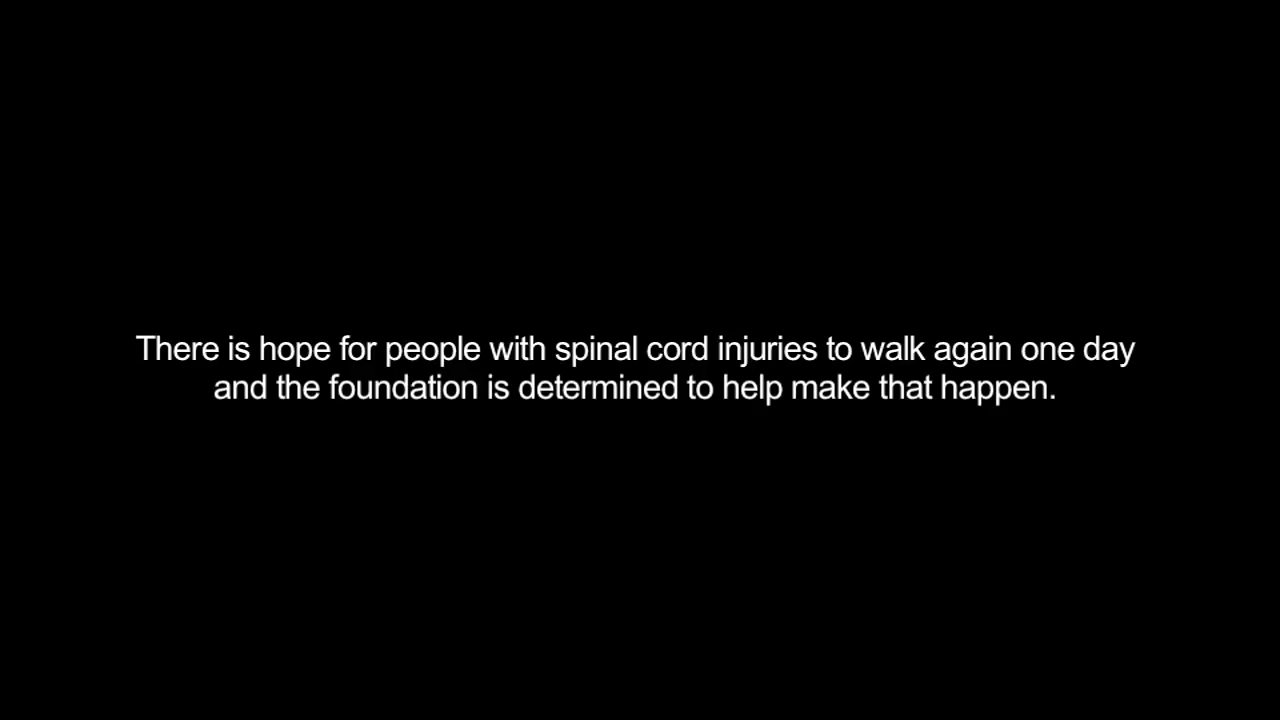 There is hope for people with spinal cord injuries to walk again one day
and the foundation is determined to help make that happen.